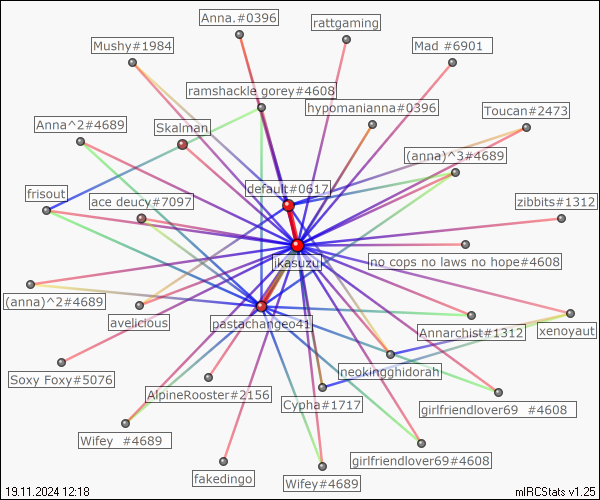 Anna.#0396
rattgaming
Mushy#1984
Mad #6901
ramshackle gorey#4608
hypomanianna#0396
Toucan#2473
Anna^2#4689
Skalman
(anna)^3#4689
default#0617
frisout
ace deucy#7097
zibbits#1312
ikasuzu
no cops no laws no hope#4608
(anna)^2#4689
avelicious
pastachangeo41
Annarchist#1312
xenoyaut
neokingghidorah
Soxy Foxy#5076
AlpineRooster#2156
Cypha#1717
girlfriendlover69 #4608
Wifey #4689
girlfriendlover69#4608
fakedingo
Wifey#4689
19.11.2024 12:18
mIRCStats v1.25